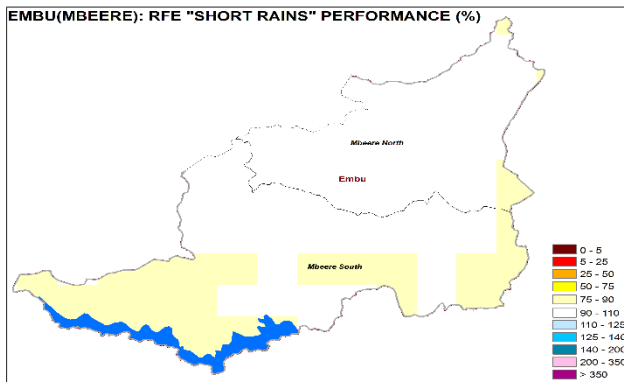 EMBU(MBEERE): RFE "SHORT RAINS" PERFORMANCE (%)
Mbeere North
Embu
Mbeere South
0 - 5
5 - 25
25 - 50
50 - 75
75 - 90
90 - 110
110 - 125
125 - 140
140 - 200
200 - 350
> 350